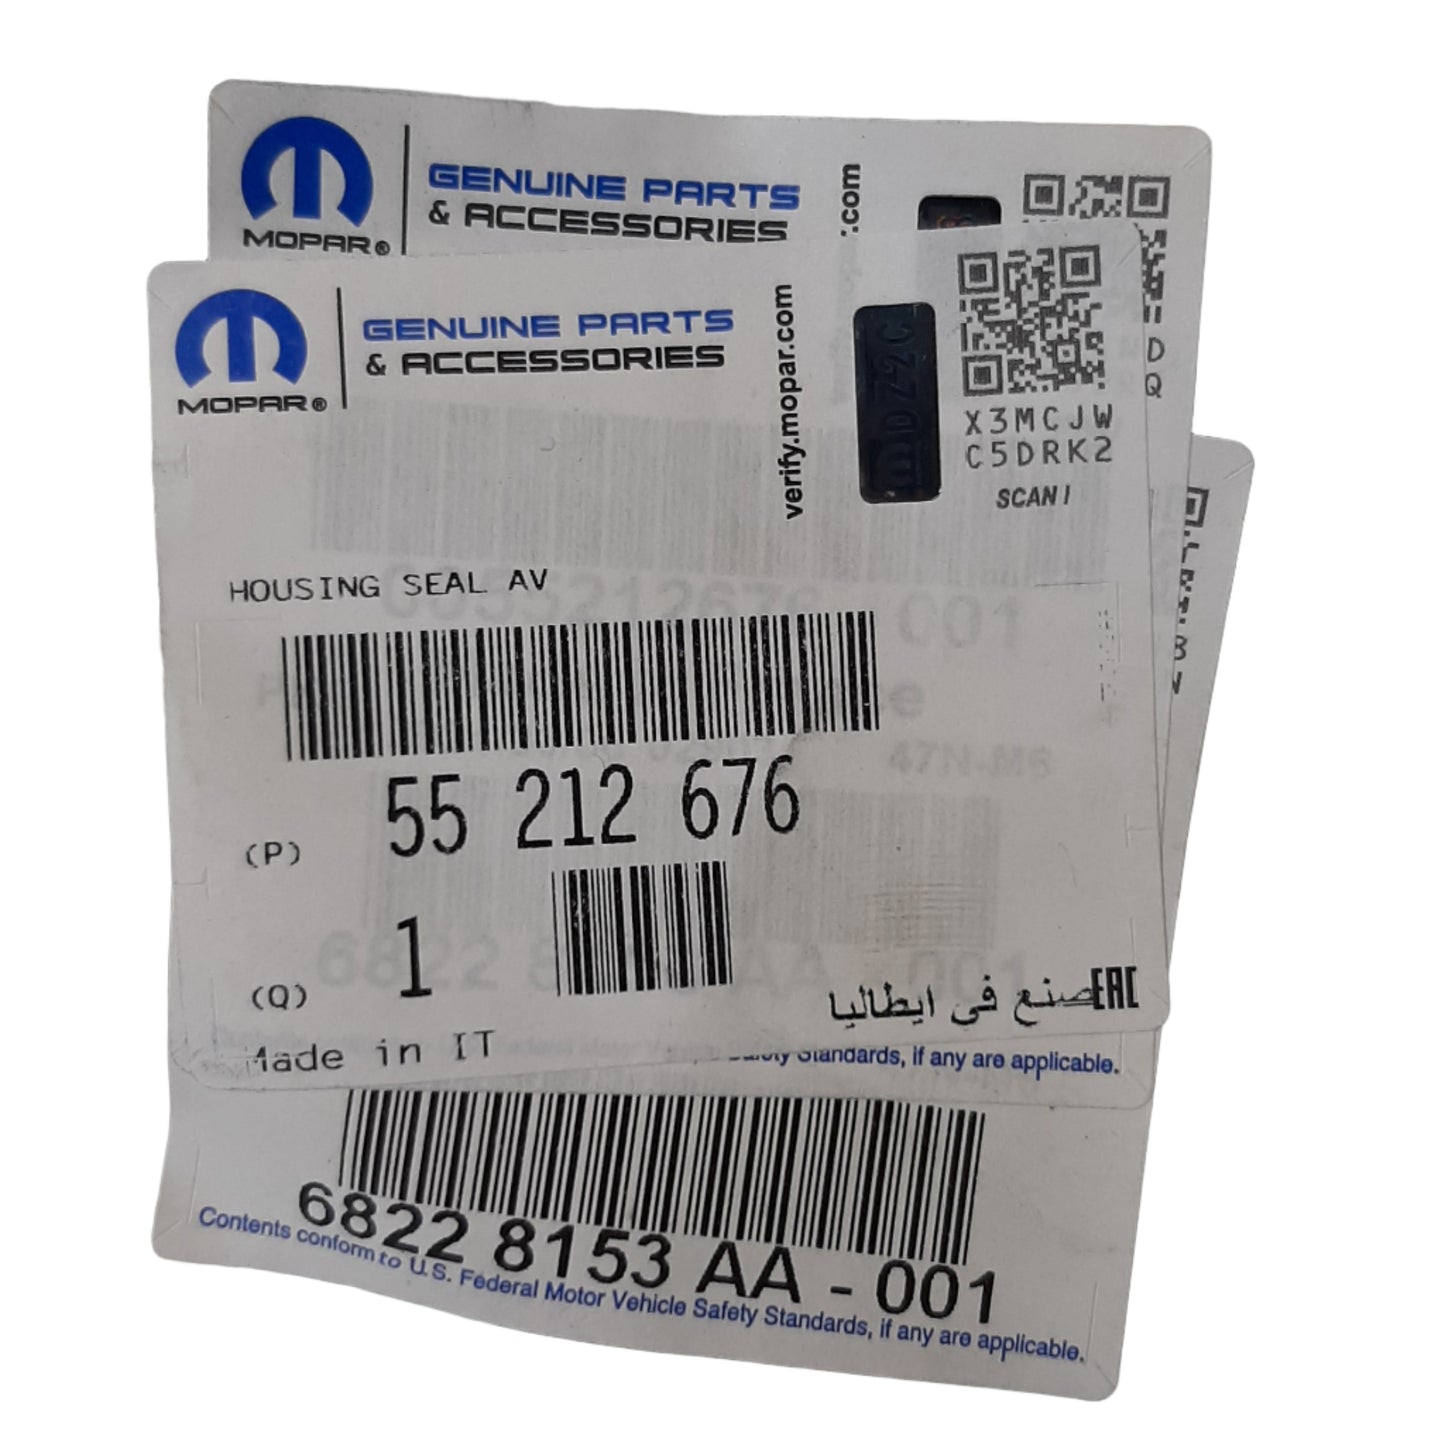 MOPAR®
GENUINE PARTS
& ACCESSORIES
.com
D
Q
MOPAR®
GENUINE PARTS
& ACCESSORIES
verify.mopar.com
X3MCJW
C5DRK2
SCAN
HOUSING SEAL AV
(P) 55 212 676
(Q) 1
صنع في ايطاليا
EAC
Made in IT
Standards, if any are applicable.
6822 8153 AA - 001
Contents conform to U.S. Federal Motor Vehicle Safety Standards, if any are applicable.